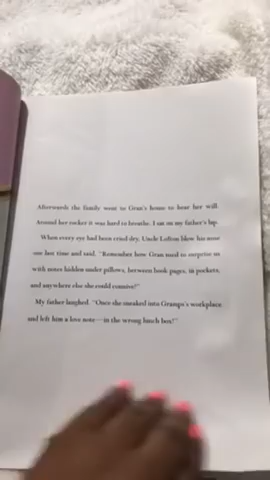 Afterwards the family went to Gran's house to hear her will.
Around her rocker it was hard to breathe. I sat on my father's lap.
When every eye had been cried dry, Uncle Lofton blew his nose
one last time and said, "Remember how Gran used to surprise us
with notes hidden under pillows, between book pages, in pockets,
and anywhere else she could connive?"
My father laughed. "Once she sneaked into Gramps's workplace
and left him a love note—in the wrong lunch box!"